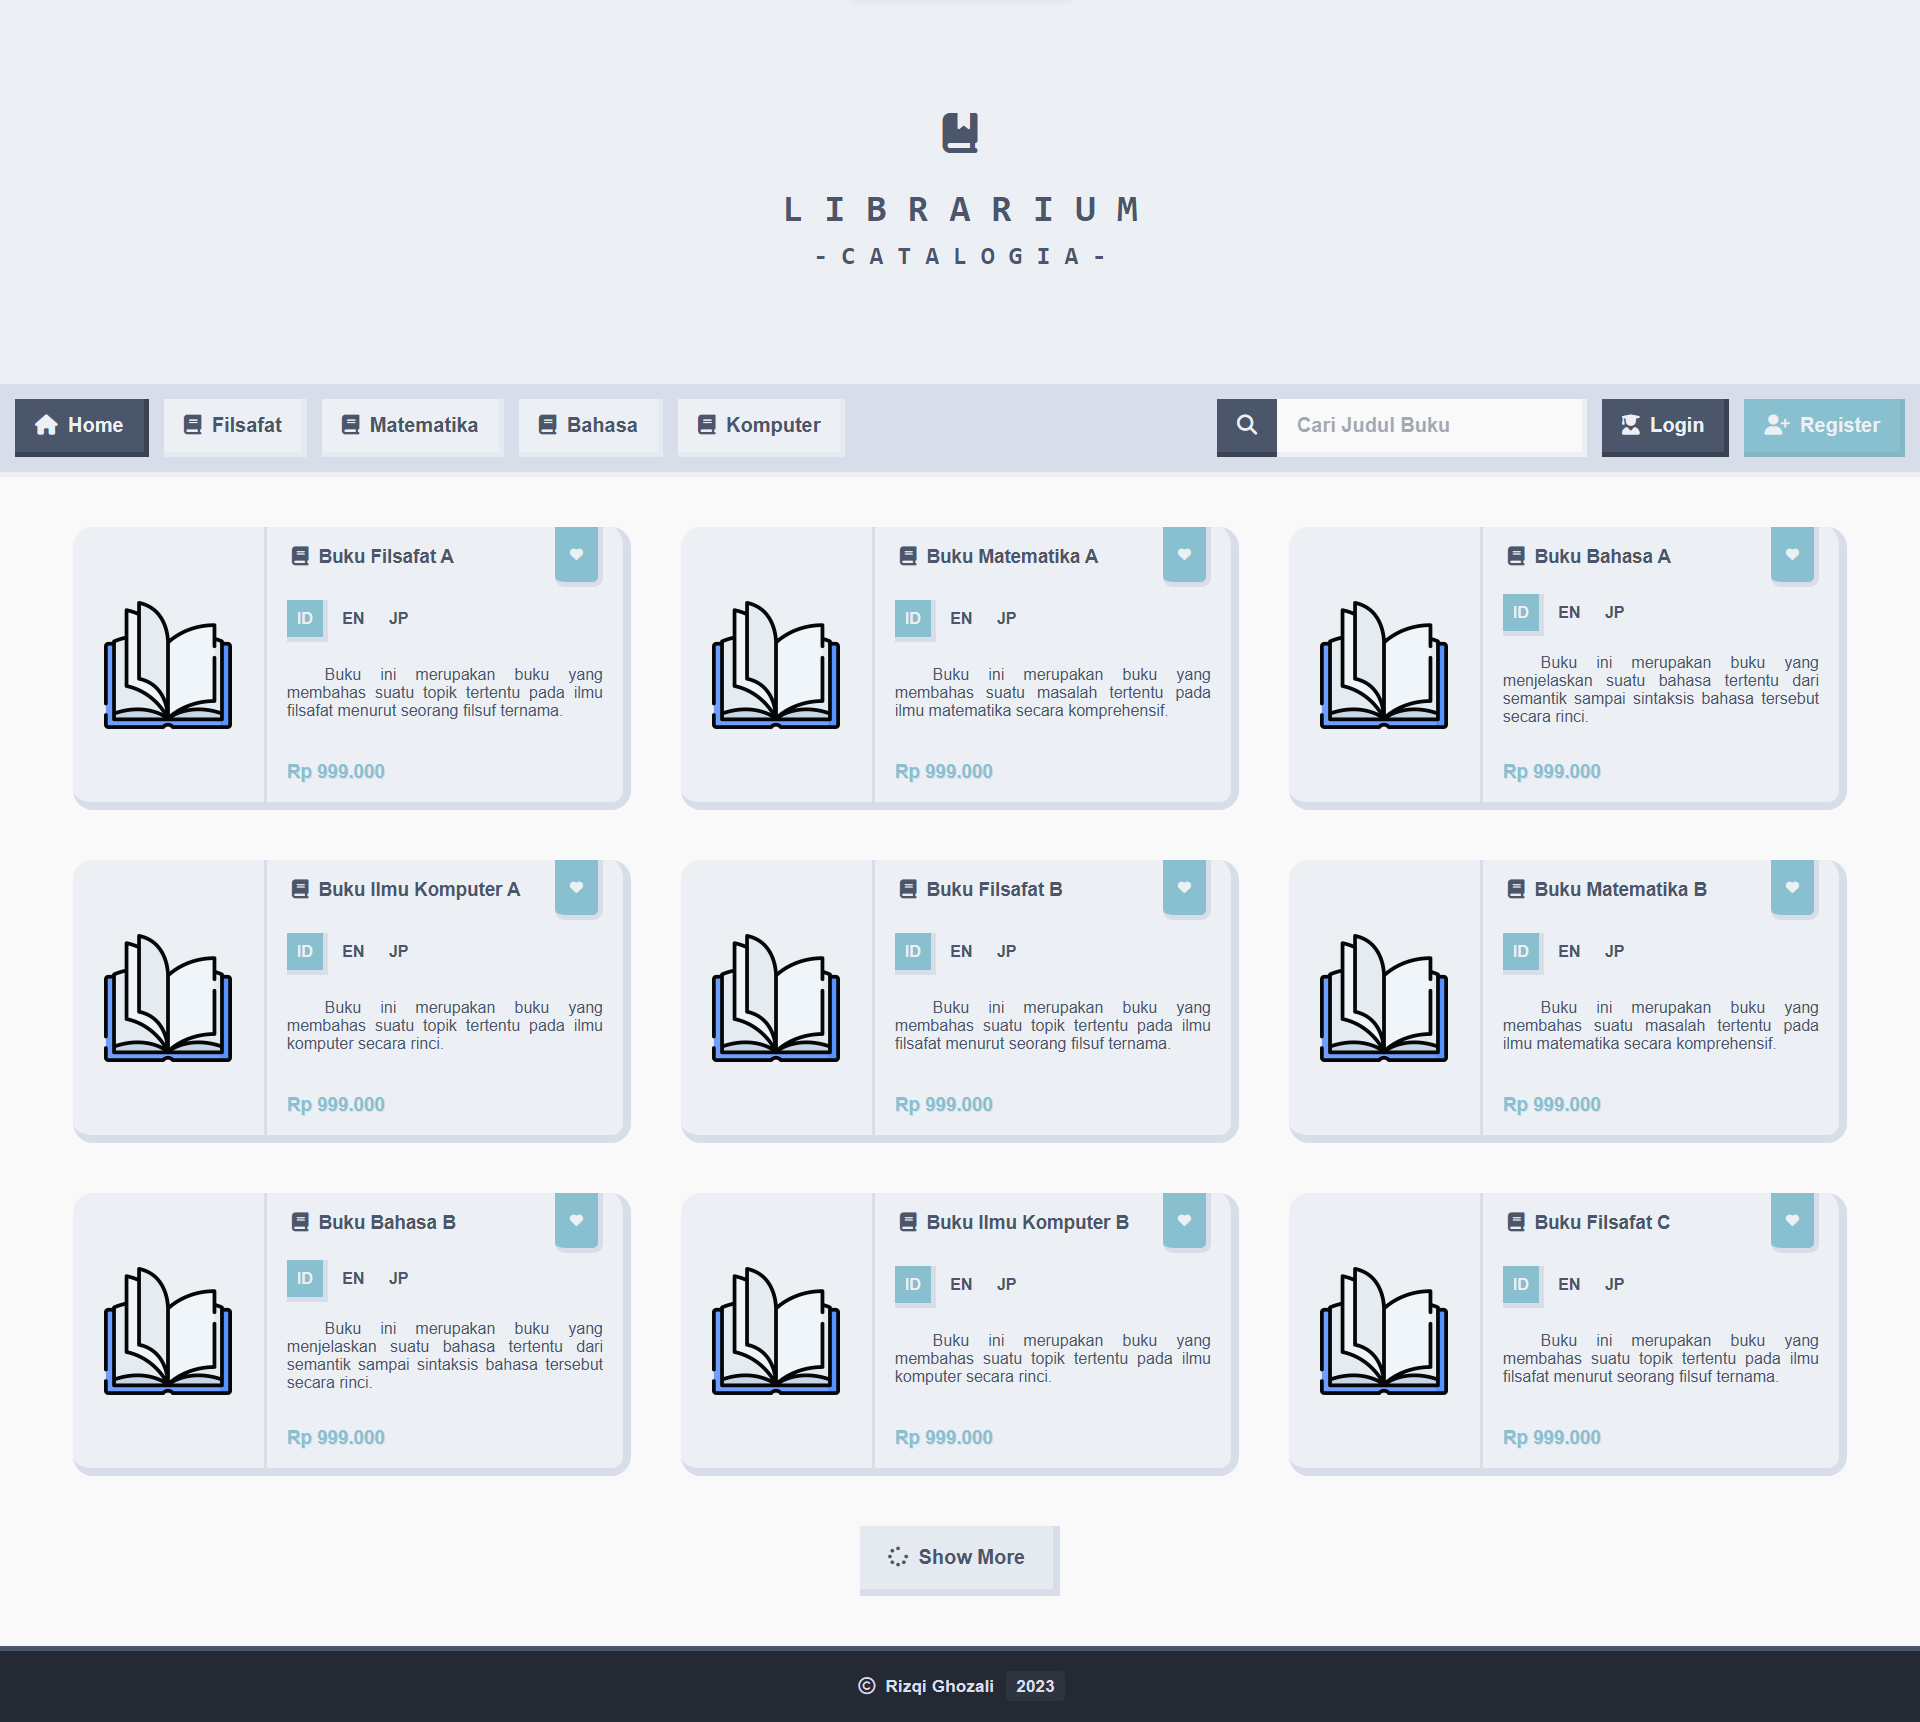 LIBRARIUM
-CATALOGIA-
Home
Filsafat
Matematika
Bahasa
Komputer
Cari Judul Buku
Login
Register
Buku Filsafat A
ID EN JP
Buku ini merupakan buku yang
membahas suatu topik tertentu pada ilmu
filsafat menurut seorang filsuf ternama.
Rp 999.000
Buku Matematika A
ID EN JP
Buku ini merupakan buku yang
membahas suatu masalah tertentu pada
ilmu matematika secara komprehensif.
Rp 999.000
Buku Bahasa A
ID EN JP
Buku ini merupakan buku yang
menjelaskan suatu bahasa tertentu dari
semantik sampai sintaksis bahasa tersebut
secara rinci.
Rp 999.000
Buku Ilmu Komputer A
ID EN JP
Buku ini merupakan buku yang
membahas suatu topik tertentu pada ilmu
komputer secara rinci.
Rp 999.000
Buku Filsafat B
ID EN JP
Buku ini merupakan buku yang
membahas suatu topik tertentu pada ilmu
filsafat menurut seorang filsuf ternama.
Rp 999.000
Buku Matematika B
ID EN JP
Buku ini merupakan buku yang
membahas suatu masalah tertentu pada
ilmu matematika secara komprehensif.
Rp 999.000
Buku Bahasa B
ID EN JP
Buku ini merupakan buku yang
menjelaskan suatu bahasa tertentu dari
semantik sampai sintaksis bahasa tersebut
secara rinci.
Rp 999.000
Buku Ilmu Komputer B
ID EN JP
Buku ini merupakan buku yang
membahas suatu topik tertentu pada ilmu
komputer secara rinci.
Rp 999.000
Buku Filsafat C
ID EN JP
Buku ini merupakan buku yang
membahas suatu topik tertentu pada ilmu
filsafat menurut seorang filsuf ternama.
Rp 999.000
Show More
© Rizqi Ghozali 2023